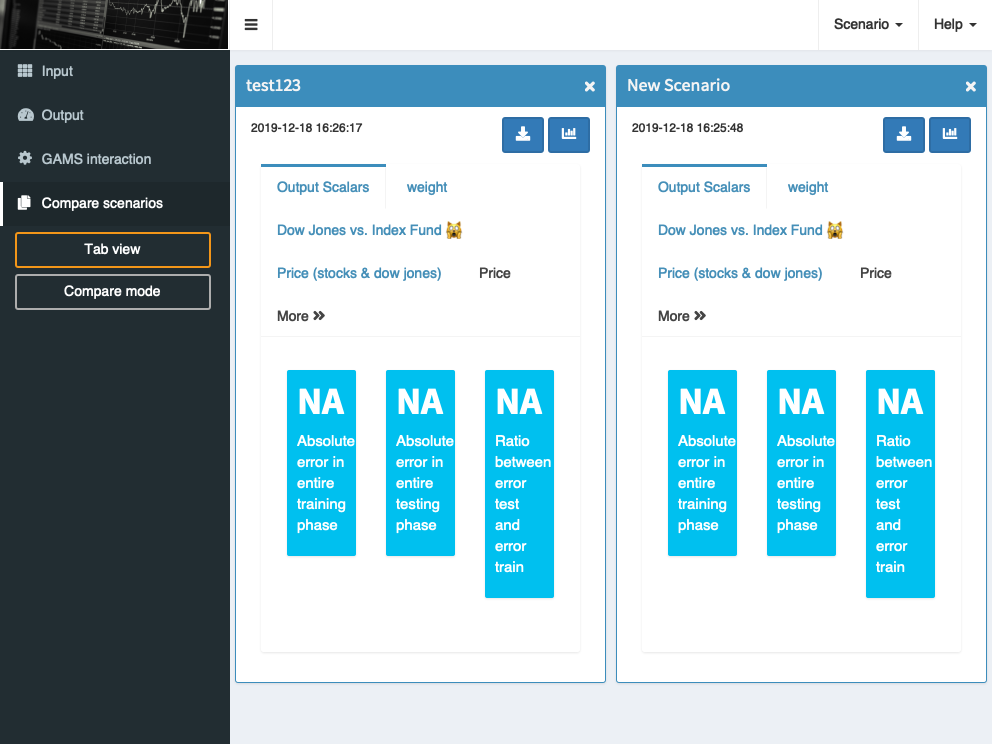 Scenario
Help
Input
Output
GAMS interaction
Compare scenarios
Tab view
Compare mode
test123
2019-12-18 16:26:17
Output Scalars
weight
Dow Jones vs. Index Fund 🙀
Price (stocks & dow jones)
Price
More »
NA
Absolute
error in
entire
training
phase
NA
Absolute
error in
entire
testing
phase
NA
Ratio
between
error
test
and
error
train
New Scenario
2019-12-18 16:25:48
Output Scalars
weight
Dow Jones vs. Index Fund 🙀
Price (stocks & dow jones)
Price
More »
NA
Absolute
error in
entire
training
phase
NA
Absolute
error in
entire
testing
phase
NA
Ratio
between
error
test
and
error
train